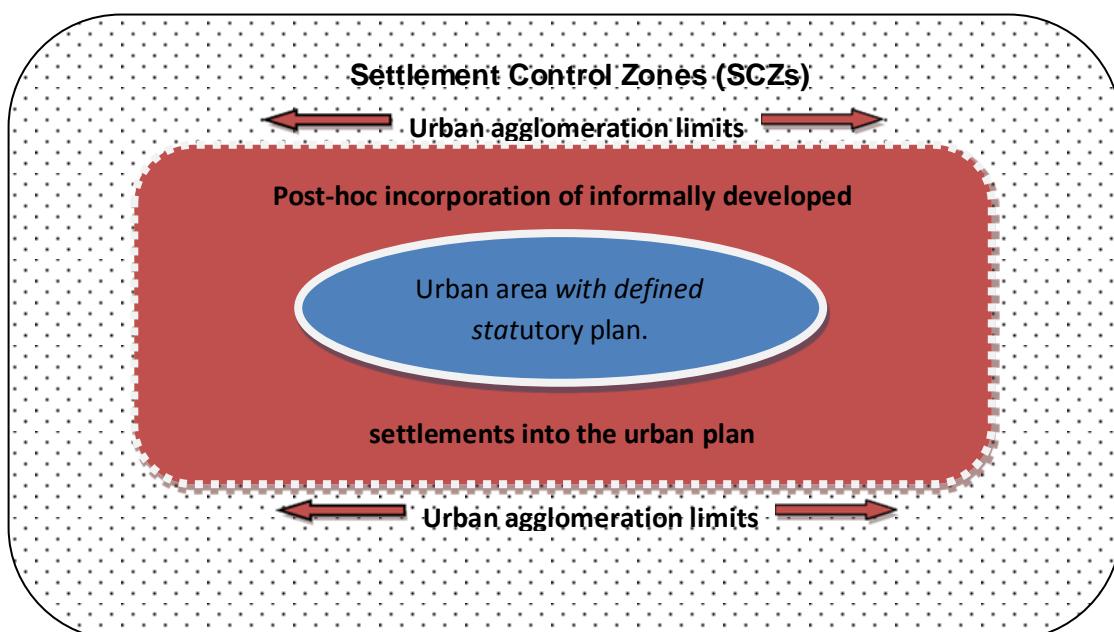 Settlement Control Zones (SCZs)
Urban agglomeration limits
Post-hoc incorporation of informally developed
Urban area with defined
statutory plan.
settlements into the urban plan
Urban agglomeration limits